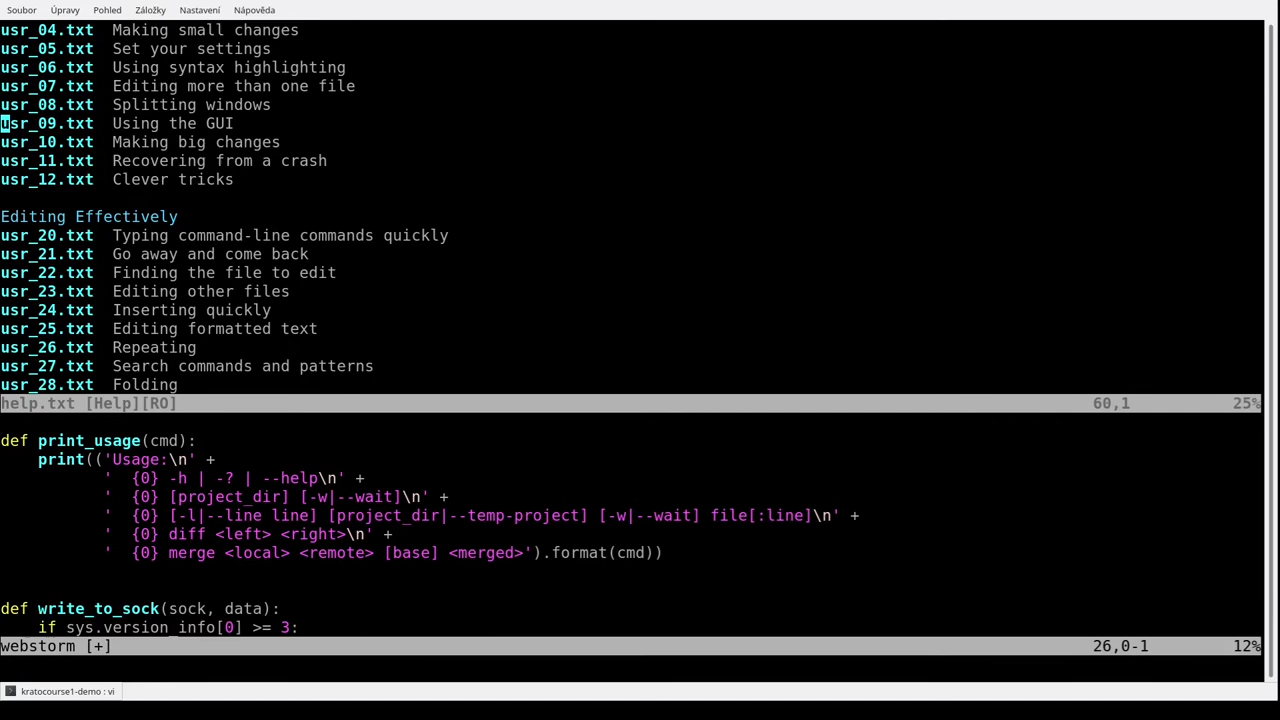 Soubor Úpravy Pohled Záložky Nastavení Nápověda
usr_04.txt  Making small changes
usr_05.txt  Set your settings
usr_06.txt  Using syntax highlighting
usr_07.txt  Editing more than one file
usr_08.txt  Splitting windows
usr_09.txt  Using the GUI
usr_10.txt  Making big changes
usr_11.txt  Recovering from a crash
usr_12.txt  Clever tricks
Editing Effectively
usr_20.txt  Typing command-line commands quickly
usr_21.txt  Go away and come back
usr_22.txt  Finding the file to edit
usr_23.txt  Editing other files
usr_24.txt  Inserting quickly
usr_25.txt  Editing formatted text
usr_26.txt  Repeating
usr_27.txt  Search commands and patterns
usr_28.txt  Folding
help.txt [Help][RO] 60,1 25%
def print_usage(cmd):
    print(('Usage:\n' +
           '  {0} -h | -? | --help\n' +
           '  {0} [project_dir] [-w|--wait]\n' +
           '  {0} [-l|--line line] [project_dir|--temp-project] [-w|--wait] file[:line]\n' +
           '  {0} diff <left> <right>\n' +
           '  {0} merge <local> <remote> [base] <merged>').format(cmd))
def write_to_sock(sock, data):
    if sys.version_info[0] >= 3:
webstorm [+] 26,0-1 12%
kratocourse1-demo : vi